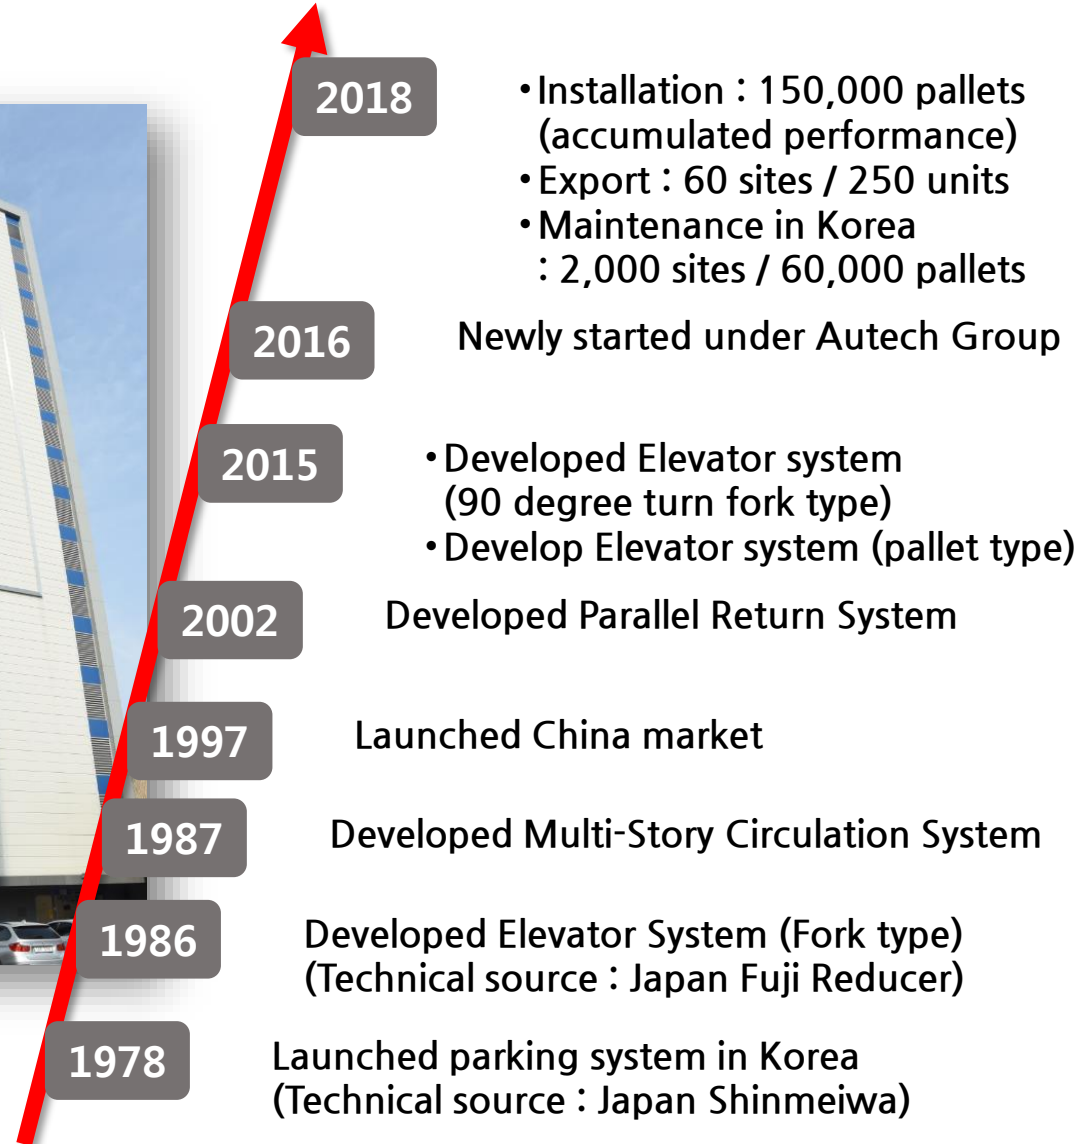 2018
•Installation : 150,000 pallets
(accumulated performance)
•Export : 60 sites / 250 units
•Maintenance in Korea
: 2,000 sites / 60,000 pallets
2016
Newly started under Autech Group
2015
•Developed Elevator system
(90 degree turn fork type)
•Develop Elevator system (pallet type)
2002
Developed Parallel Return System
1997
Launched China market
1987
Developed Multi-Story Circulation System
1986
Developed Elevator System (Fork type)
(Technical source : Japan Fuji Reducer)
1978
Launched parking system in Korea
(Technical source : Japan Shinmeiwa)